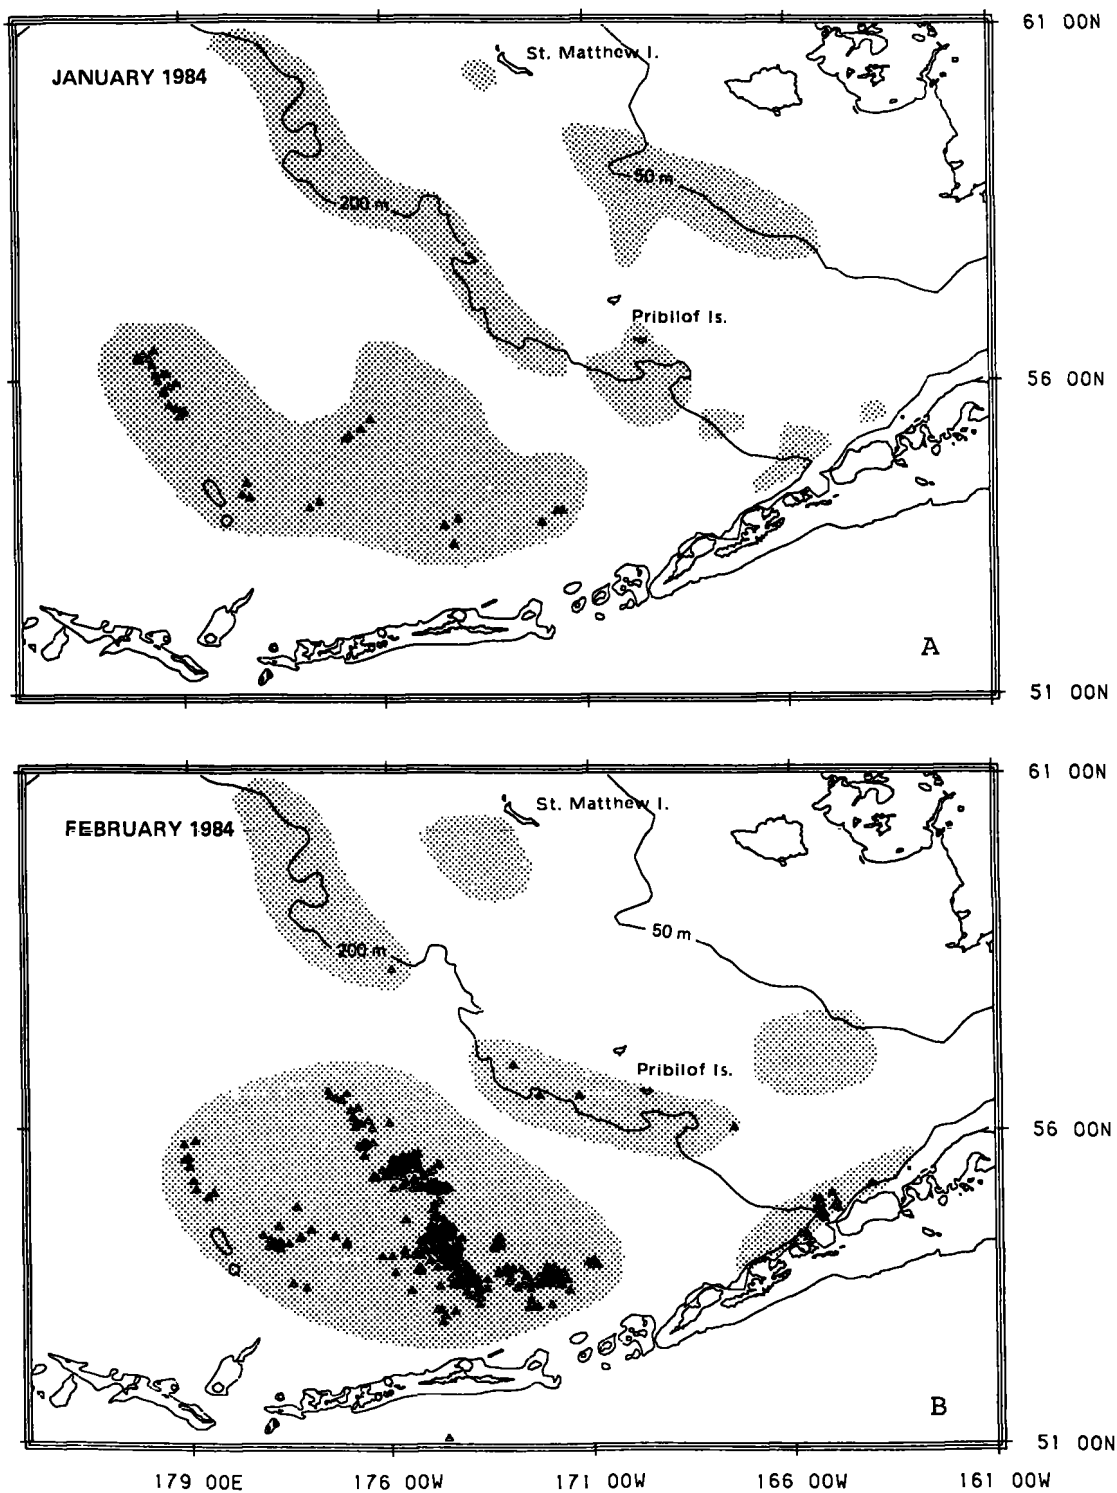 61 00N
St. Matthew I.
JANUARY 1984
50 m
200 m
Pribilof Is.
56 00N
A
51 00N
61 00N
St. Matthew I.
FEBRUARY 1984
50 m
200 m
Pribilof Is.
56 00N
B
51 00N
179 00E 176 00W 171 00W 166 00W 161 00W